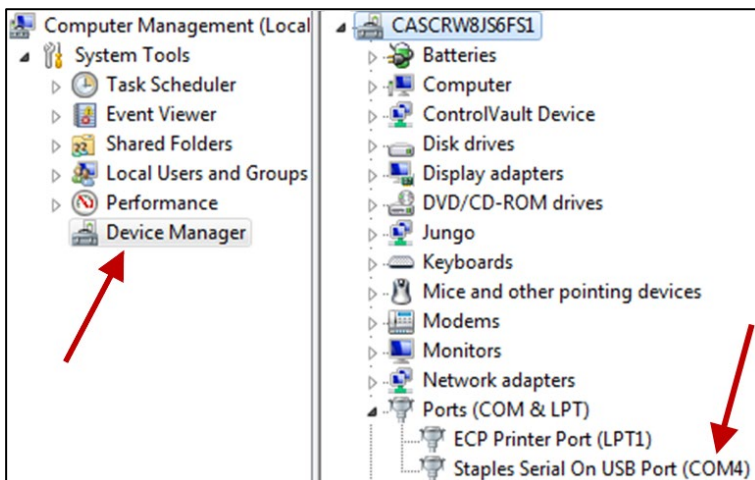 Computer Management (Local
System Tools
Task Scheduler
Event Viewer
Shared Folders
Local Users and Groups
Performance
Device Manager
CASCRW8JS6FS1
Batteries
Computer
ControlVault Device
Disk drives
Display adapters
DVD/CD-ROM drives
Jungo
Keyboards
Mice and other pointing devices
Modems
Monitors
Network adapters
Ports (COM & LPT)
ECP Printer Port (LPT1)
Staples Serial On USB Port (COM4)